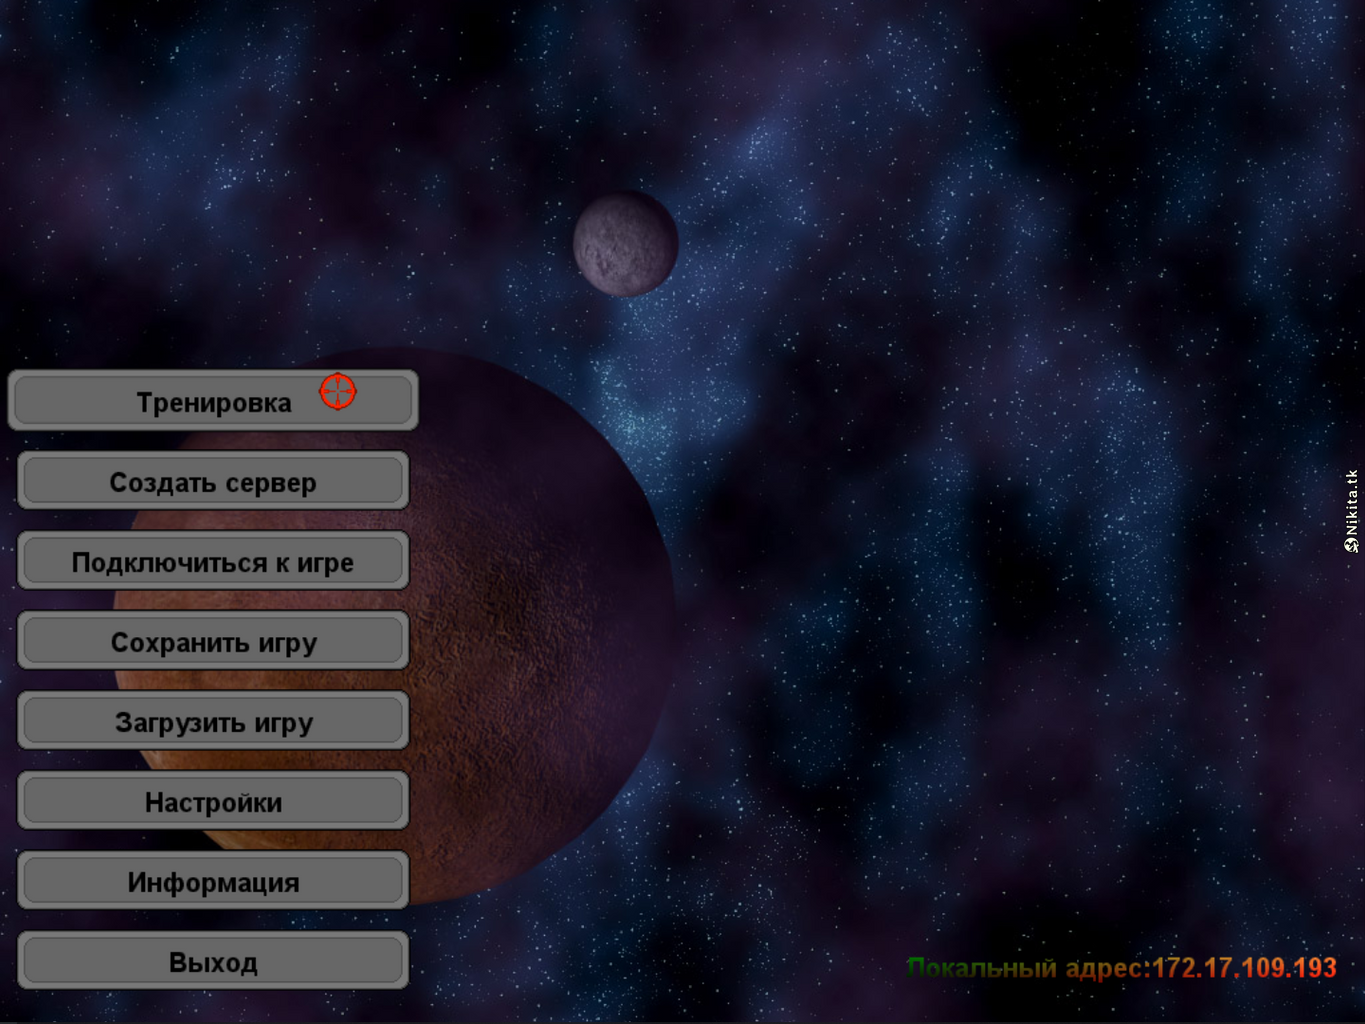 Тренировка
Создать сервер
Подключиться к игре
Сохранить игру
Загрузить игру
Настройки
Информация
Выход
Локальный адрес:172.17.109.193
Nikita.tk